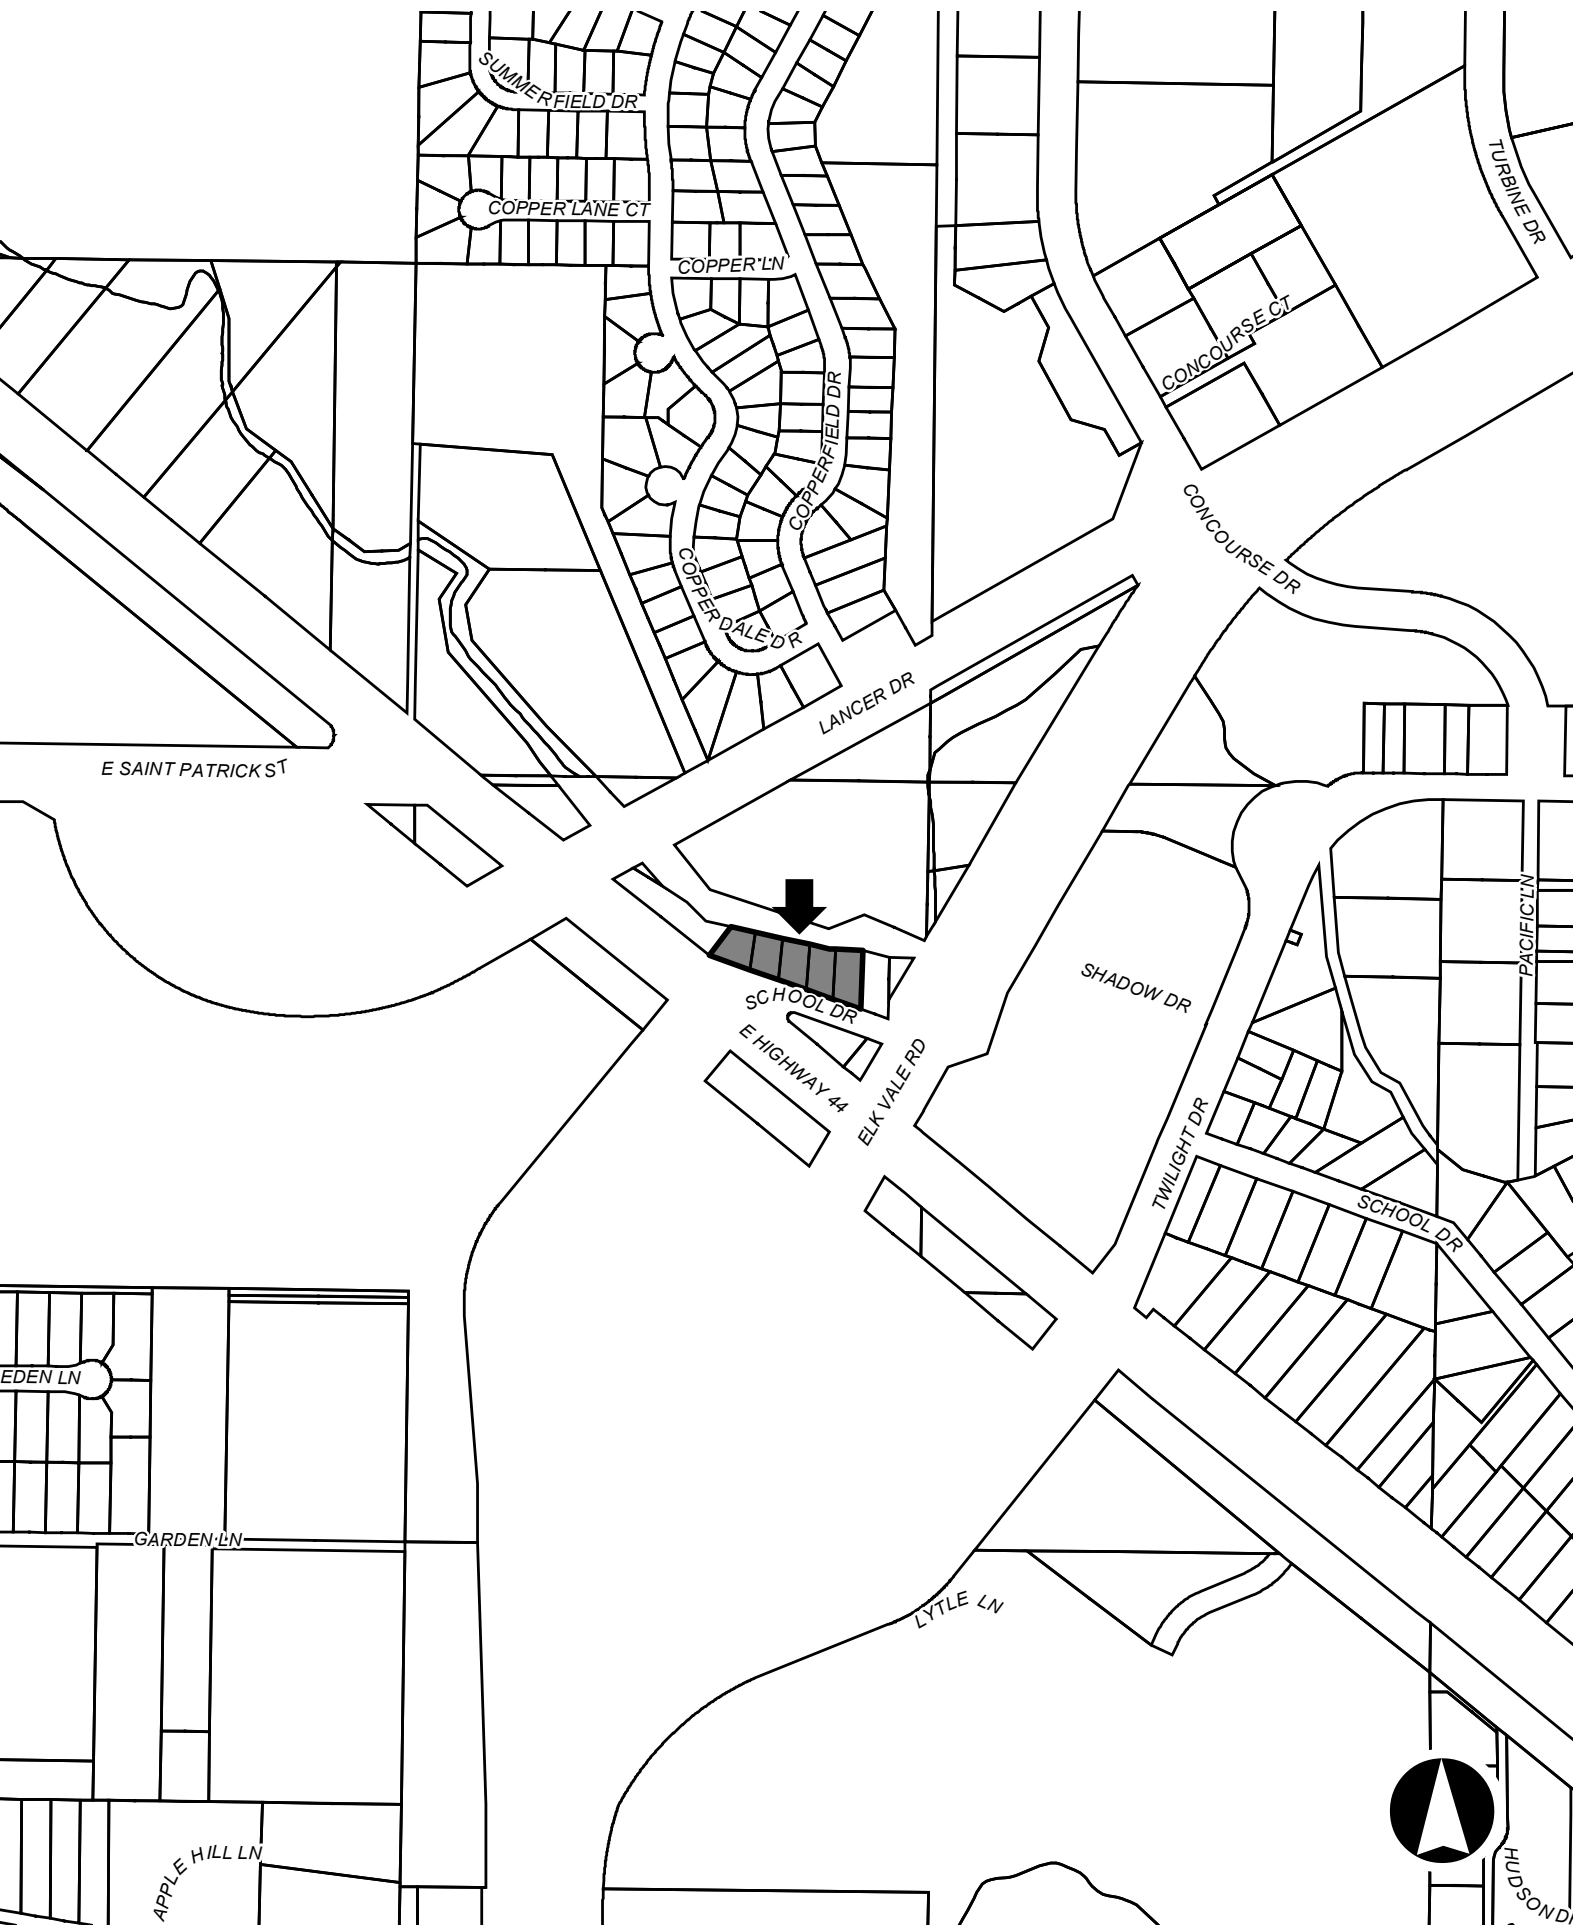 SUMMERFIELD DR
TURBINE DR
COPPER LANE CT
COPPER LN
CONCOURSE CT
COPPERFIELD DR
CONCOURSE DR
COPPERDALE DR
LANCER DR
E SAINT PATRICK ST
PACIFIC LN
SHADOW DR
SCHOOL DR
E HIGHWAY 44
ELK VALE RD
TWILIGHT DR
SCHOOL DR
EDEN LN
GARDEN LN
LYTLE LN
APPLE HILL LN
HUDSON D